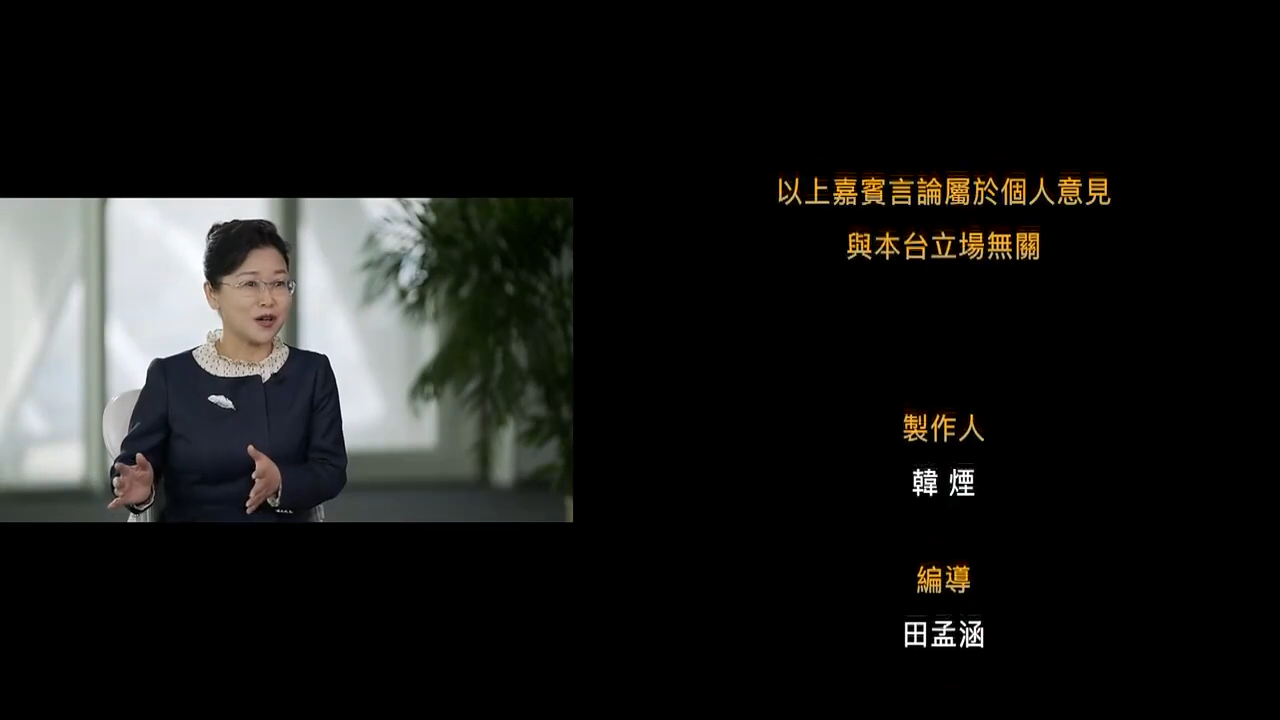 以上嘉賓言論屬於個人意見
與本台立場無關
製作人
韓 煙
編導
田孟涵